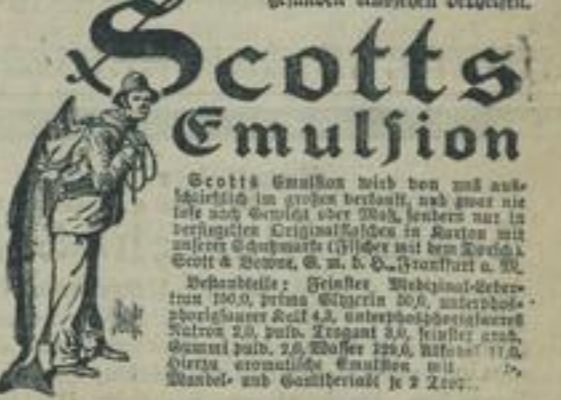 gesunden Aussehen verhelfen.
Scotts
Emulsion
Scotts Emulsion wird von uns aus-
schließlich im großen verkauft, und zwar nie
lose nach Gewicht oder Maß, sondern nur in
versiegelten Originalflaschen in Karton mit
unserer Schutzmarke (Fischer mit dem Dorsch).
Scott & Bowne, G. m. b. H., Frankfurt a. M.
Bestandteile: Feinster Medizinal-Leber-
tran 150,0, prima Glyzerin 50,0, unterphos-
phorigsaurer Kalk 4,3, unterphosphorigsaures
Natron 2,0, pulv. Tragant 3,0, feinster arab.
Gummi pulv. 2,0, Wasser 129,0, Alkohol 11,0.
Hierzu aromatische Emulsion mit
Mandel- und Gaultheriaöl je 2